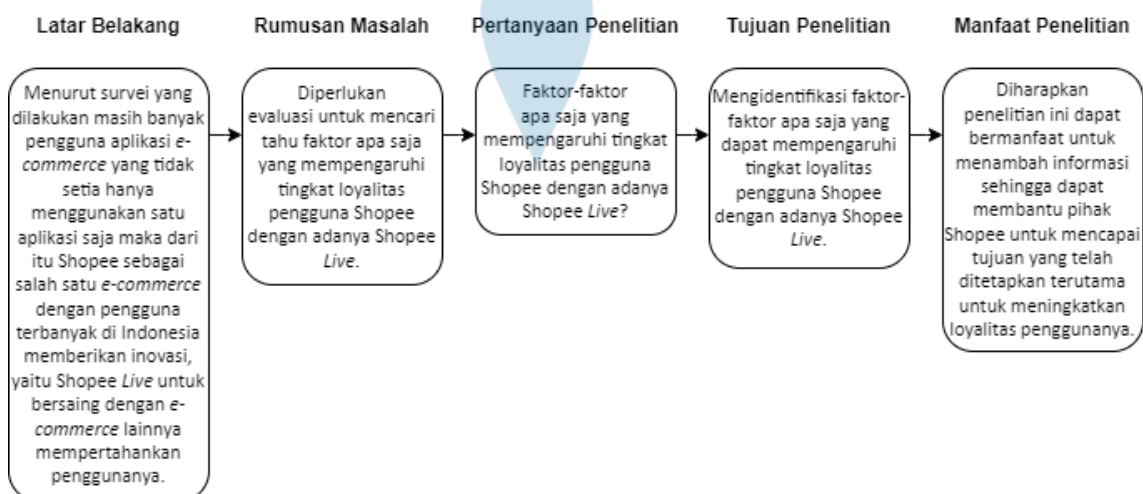 Latar Belakang
Menurut survei yang
dilakukan masih banyak
pengguna aplikasi e-
commerce yang tidak
setia hanya
menggunakan satu
aplikasi saja maka dari
itu Shopee sebagai
salah satu e-commerce
dengan pengguna
terbanyak di Indonesia
memberikan inovasi,
yaitu Shopee Live untuk
bersaing dengan e-
commerce lainnya
mempertahankan
penggunanya.
Rumusan Masalah
Diperlukan
evaluasi untuk mencari
tahu faktor apa saja
yang mempengaruhi
tingkat loyalitas
pengguna Shopee
dengan adanya Shopee
Live.
Pertanyaan Penelitian
Faktor-faktor
apa saja yang
mempengaruhi tingkat
loyalitas pengguna
Shopee dengan adanya
Shopee Live?
Tujuan Penelitian
Mengidentifikasi faktor-
faktor apa saja yang
dapat mempengaruhi
tingkat loyalitas
pengguna Shopee
dengan adanya Shopee
Live.
Manfaat Penelitian
Diharapkan
penelitian ini dapat
bermanfaat untuk
menambah informasi
sehingga dapat
membantu pihak
Shopee untuk mencapai
tujuan yang telah
ditetapkan terutama
untuk meningkatkan
loyalitas penggunanya.